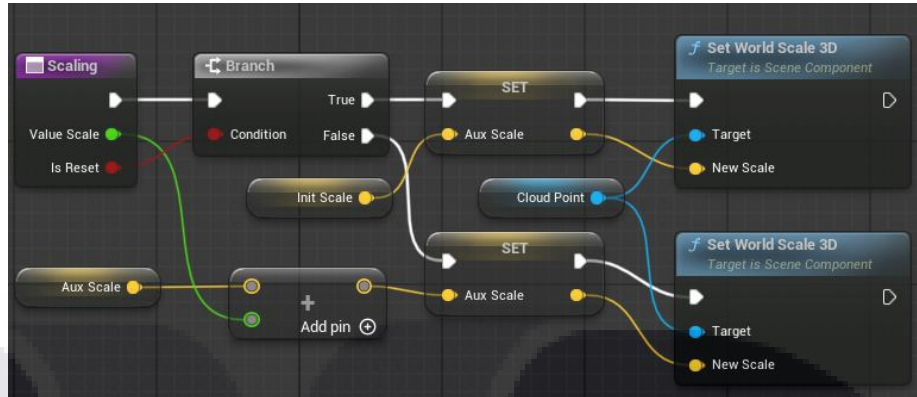 Scaling
Value Scale
Is Reset
Branch
Condition
True
False
SET
Aux Scale
f Set World Scale 3D
Target is Scene Component
Target
New Scale
Init Scale
Cloud Point
SET
Aux Scale
f Set World Scale 3D
Target is Scene Component
Target
New Scale
Aux Scale
+
Add pin